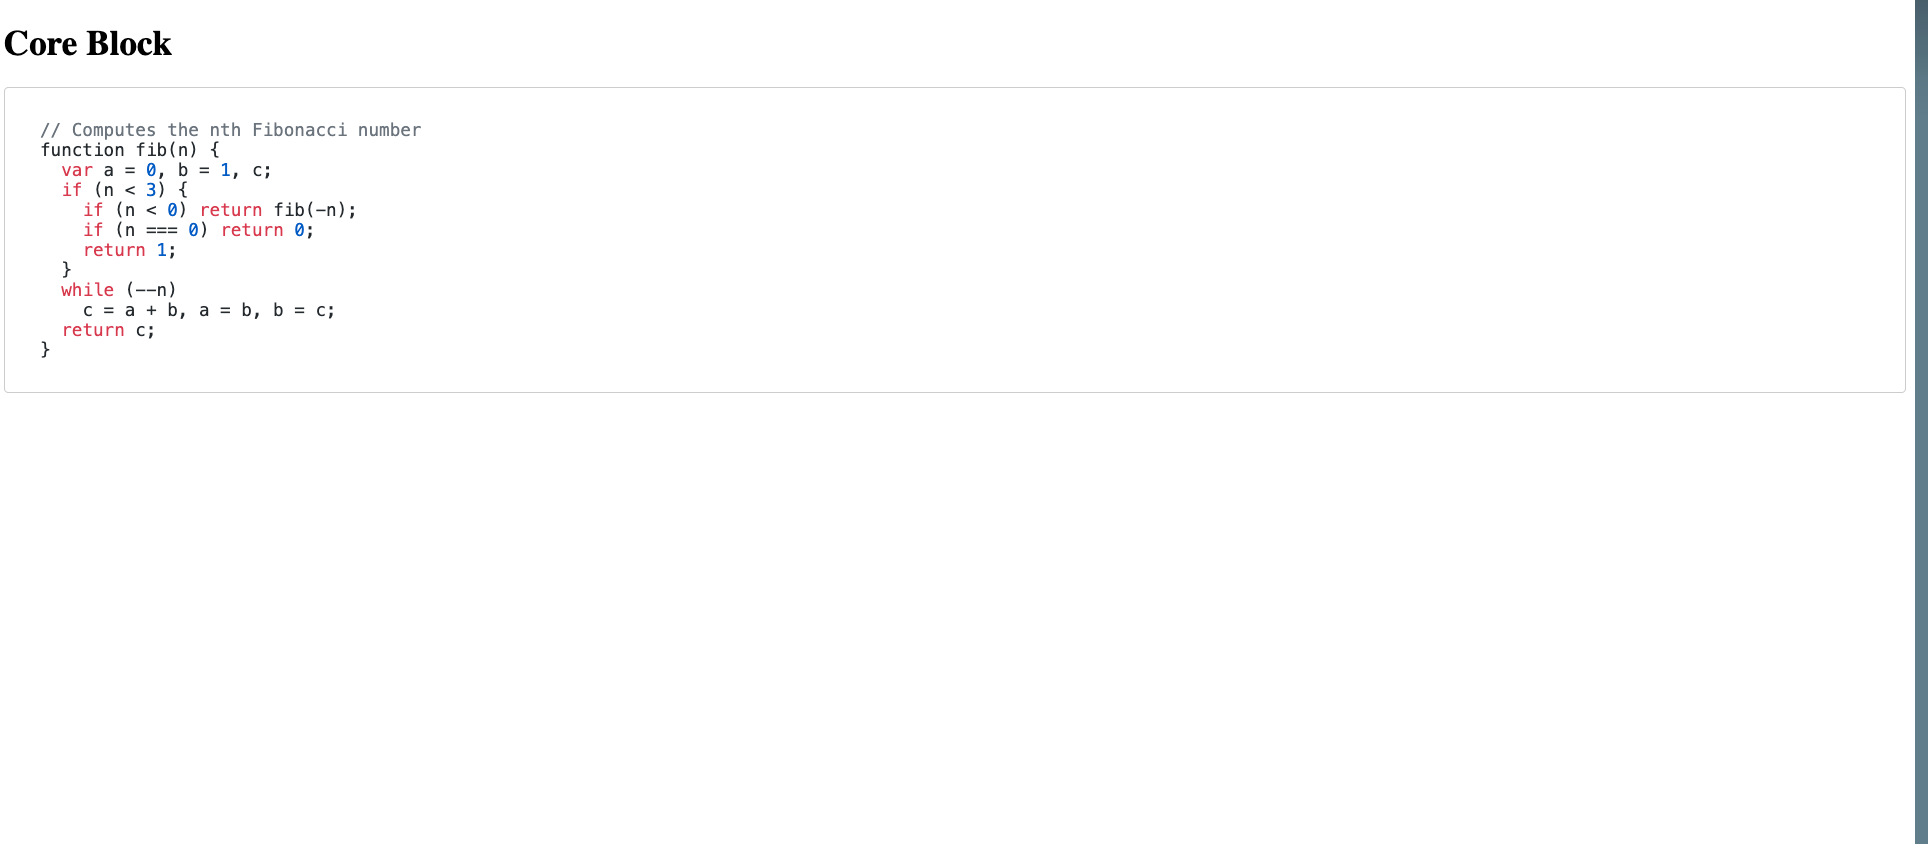 Core Block
// Computes the nth Fibonacci number
function fib(n) {
  var a = 0, b = 1, c;
  if (n < 3) {
    if (n < 0) return fib(-n);
    if (n === 0) return 0;
    return 1;
  }
  while (--n)
    c = a + b, a = b, b = c;
  return c;
}